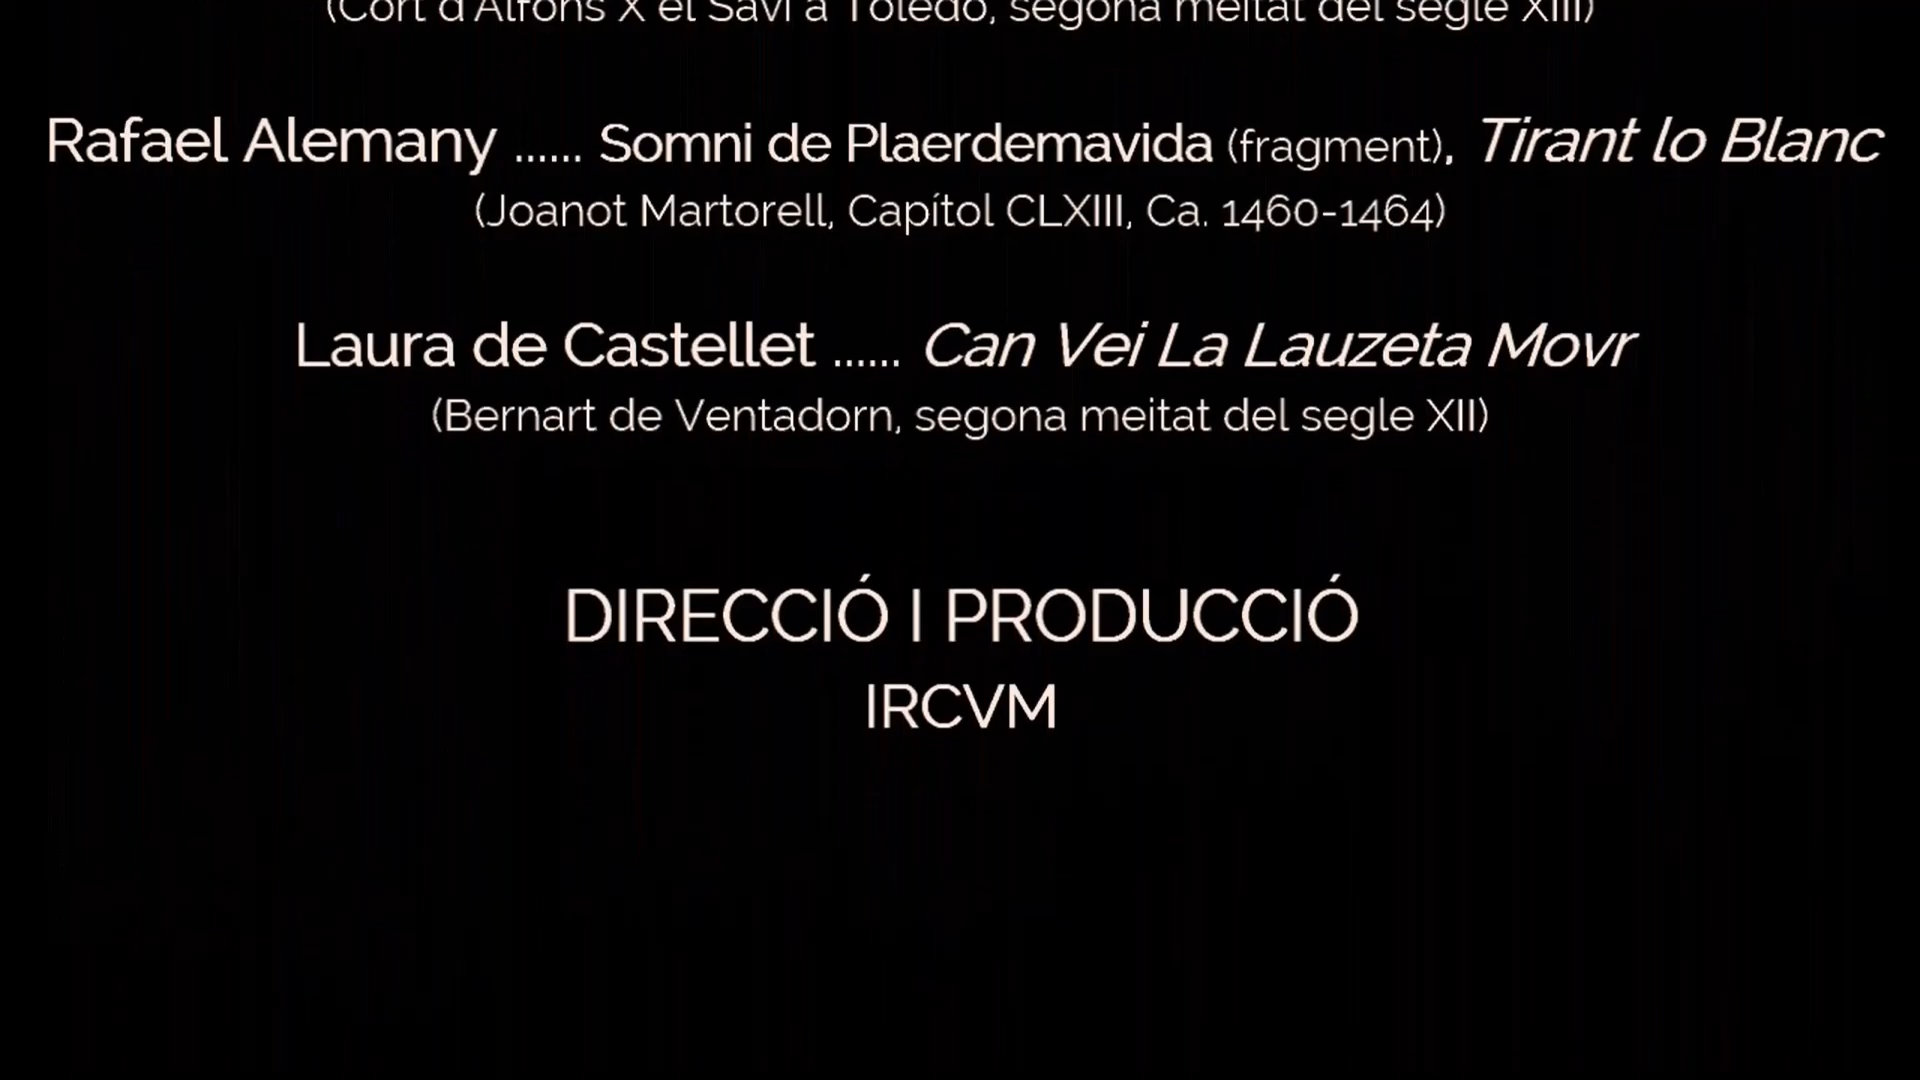 (Cort d'Alfons X el Savi a Toledo, segona meitat del segle XIII)
Rafael Alemany ...... Somni de Plaerdemavida (fragment), Tirant lo Blanc
(Joanot Martorell, Capítol CLXIII, Ca. 1460-1464)
Laura de Castellet ...... Can Vei La Lauzeta Movr
(Bernart de Ventadorn, segona meitat del segle XII)
DIRECCIÓ I PRODUCCIÓ
IRCVM